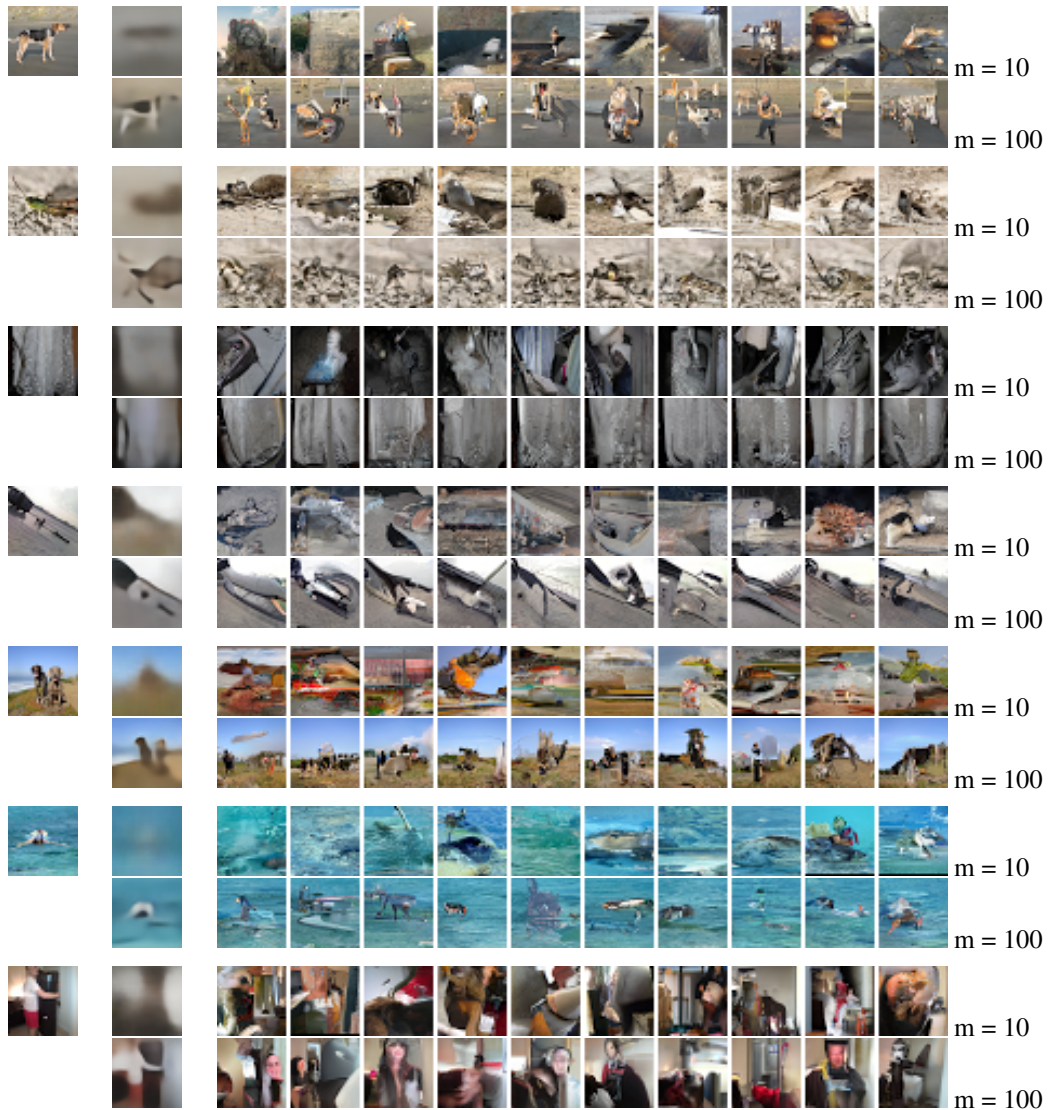 m = 10
m = 100
m = 10
m = 100
m = 10
m = 100
m = 10
m = 100
m = 10
m = 100
m = 10
m = 100
m = 10
m = 100